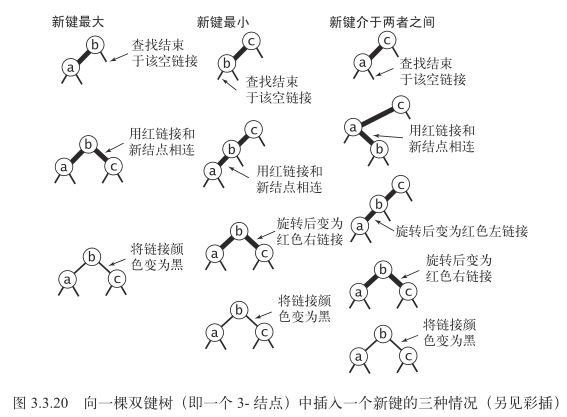 新键最大
b
a
查找结束
于该空链接
b
a
c
用红链接和
新结点相连
b
a
c
将链接颜
色变为黑
新键最小
c
b
查找结束
于该空链接
c
b
a
用红链接和
新结点相连
b
a
c
旋转后变为
红色右链接
b
a
c
将链接颜
色变为黑
新键介于两者之间
c
a
查找结束
于该空链接
c
a
b
用红链接和
新结点相连
c
b
a
旋转后变为红色左链接
b
a
c
旋转后变为
红色右链接
b
a
c
将链接颜
色变为黑
图 3.3.20 向一棵双键树（即一个 3- 结点）中插入一个新键的三种情况（另见彩插）